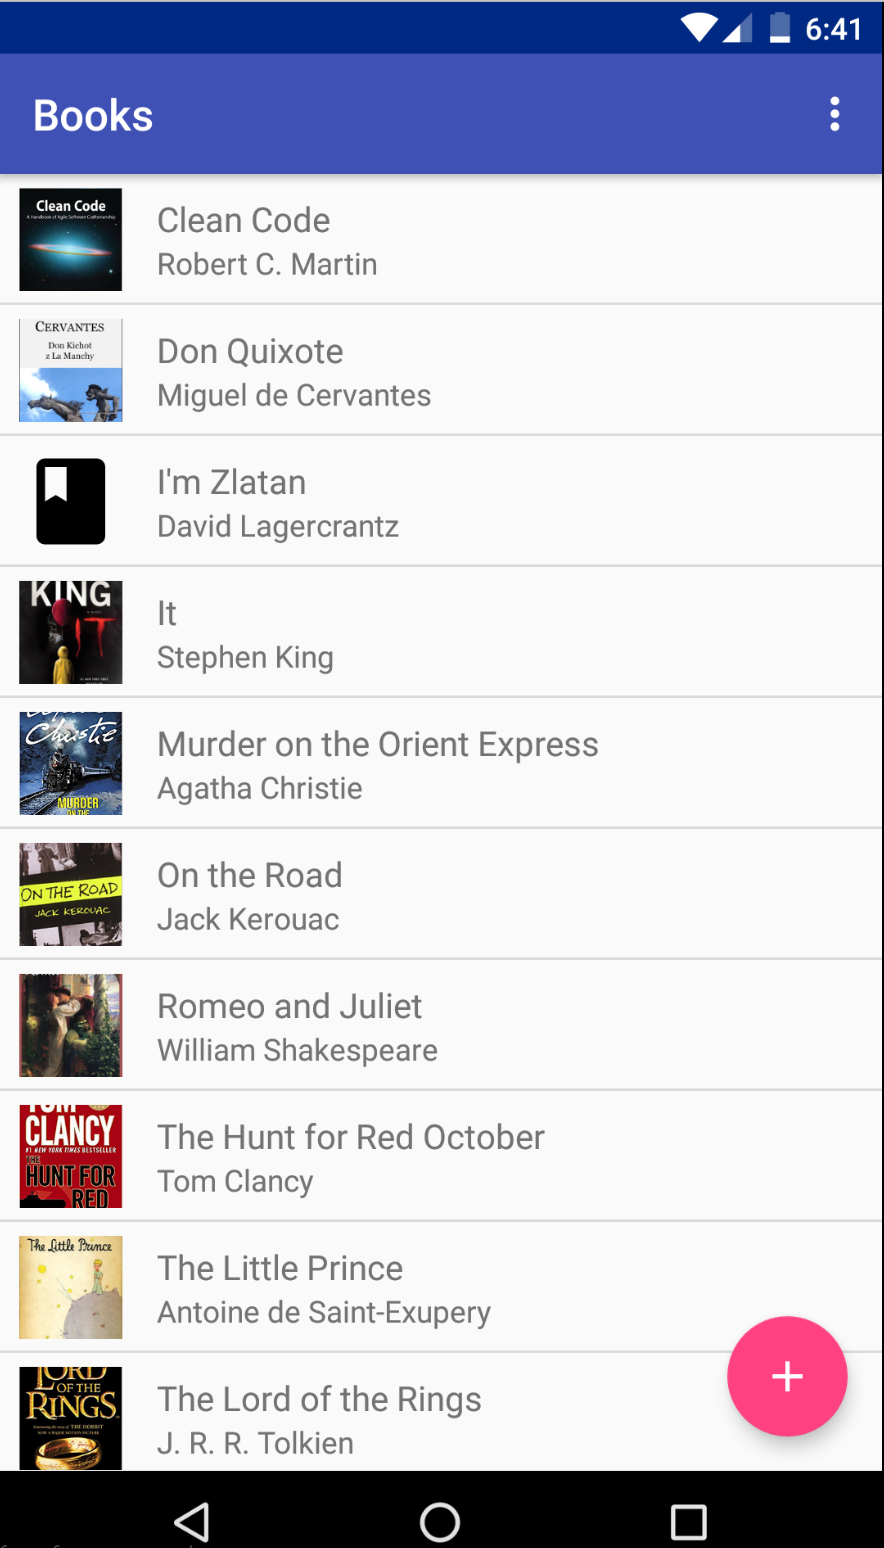 6:41
Books
Clean Code
A Handbook of Agile Software Craftsmanship
Clean Code
Robert C. Martin
CERVANTES
Don Kichot
z La Manchy
Don Quixote
Miguel de Cervantes
I'm Zlatan
David Lagercrantz
KING
IT
It
Stephen King
Christie
MURDER
ON THE
Murder on the Orient Express
Agatha Christie
ON THE ROAD
JACK KEROUAC
On the Road
Jack Kerouac
Romeo and Juliet
William Shakespeare
TOM
CLANCY
#1 NEW YORK TIMES BESTSELLER
THE
HUNT FOR
RED
The Hunt for Red October
Tom Clancy
The Little Prince
The Little Prince
Antoine de Saint-Exupery
LORD
OF THE
RINGS
The Lord of the Rings
J. R. R. Tolkien